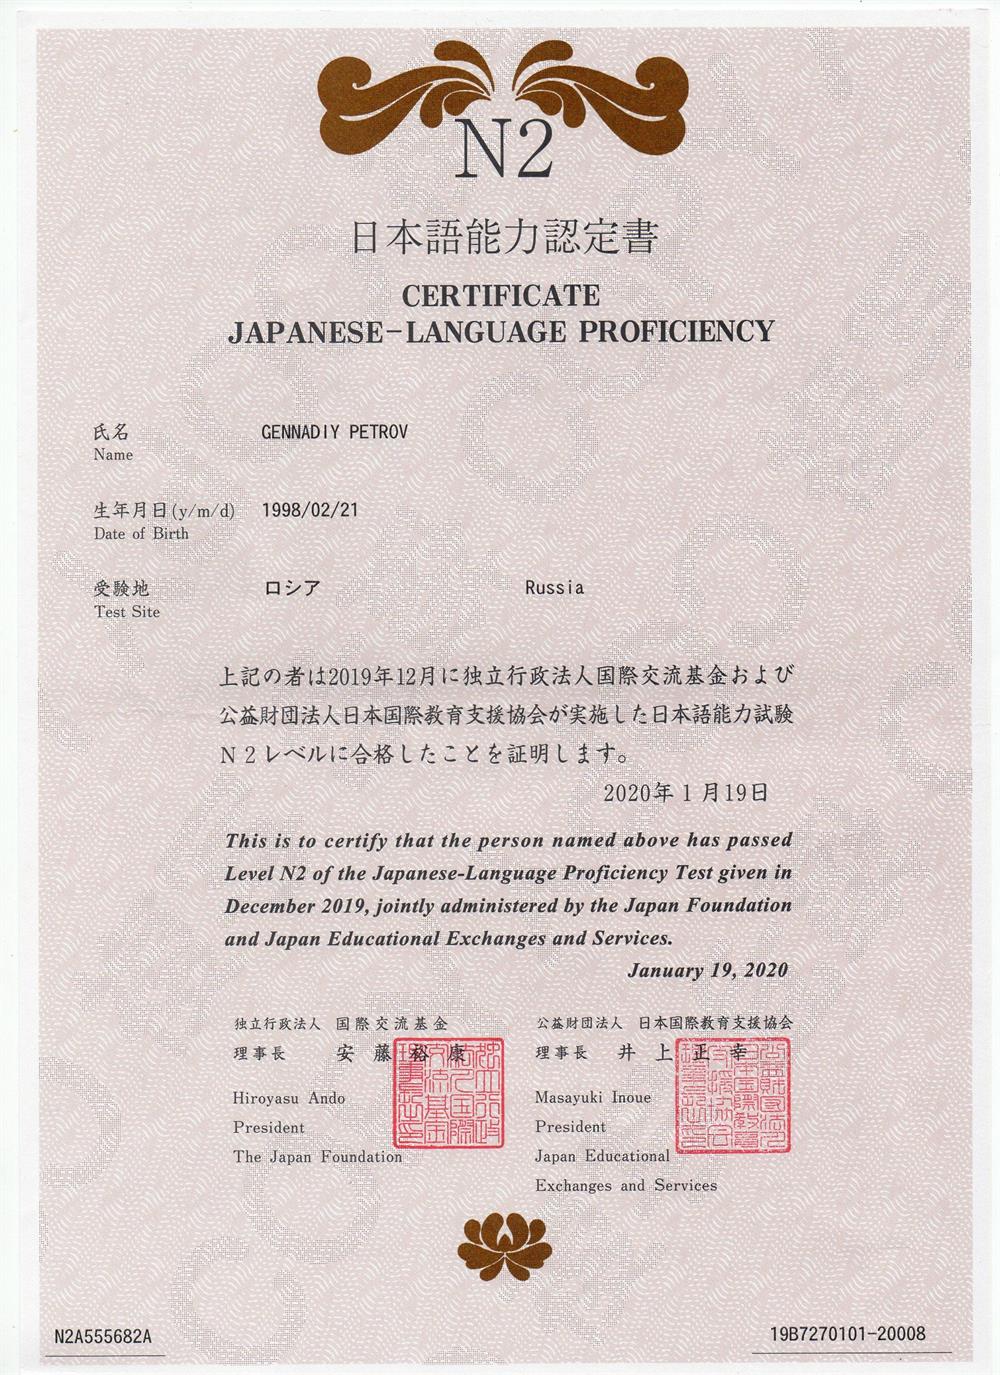 N2
日本語能力認定書
CERTIFICATE
JAPANESE-LANGUAGE PROFICIENCY
氏名 GENNADIY PETROV
Name
生年月日(y/m/d) 1998/02/21
Date of Birth
受験地 ロシア Russia
Test Site
上記の者は2019年12月に独立行政法人国際交流基金および
公益財団法人日本国際教育支援協会が実施した日本語能力試験
N2レベルに合格したことを証明します。
2020年1月19日
This is to certify that the person named above has passed
Level N2 of the Japanese-Language Proficiency Test given in
December 2019, jointly administered by the Japan Foundation
and Japan Educational Exchanges and Services.
January 19, 2020
独立行政法人 国際交流基金
理事長 安藤裕康
Hiroyasu Ando
President
The Japan Foundation
公益財団法人 日本国際教育支援協会
理事長 井上正幸
Masayuki Inoue
President
Japan Educational
Exchanges and Services
N2A555682A
19B7270101-20008